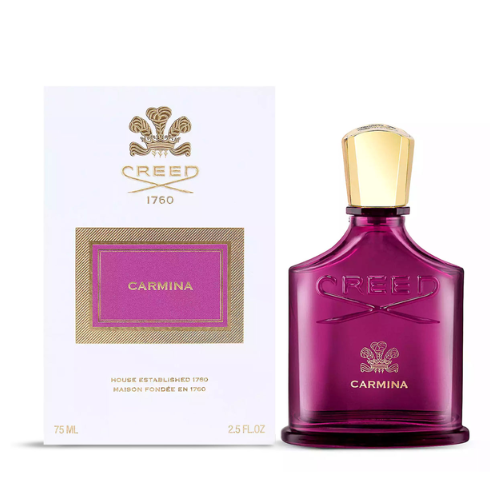 CREED
1760
CARMINA
HOUSE ESTABLISHED 1760
MAISON FONDÉE EN 1760
75 ML 2.5 FL.OZ
CREED
CARMINA